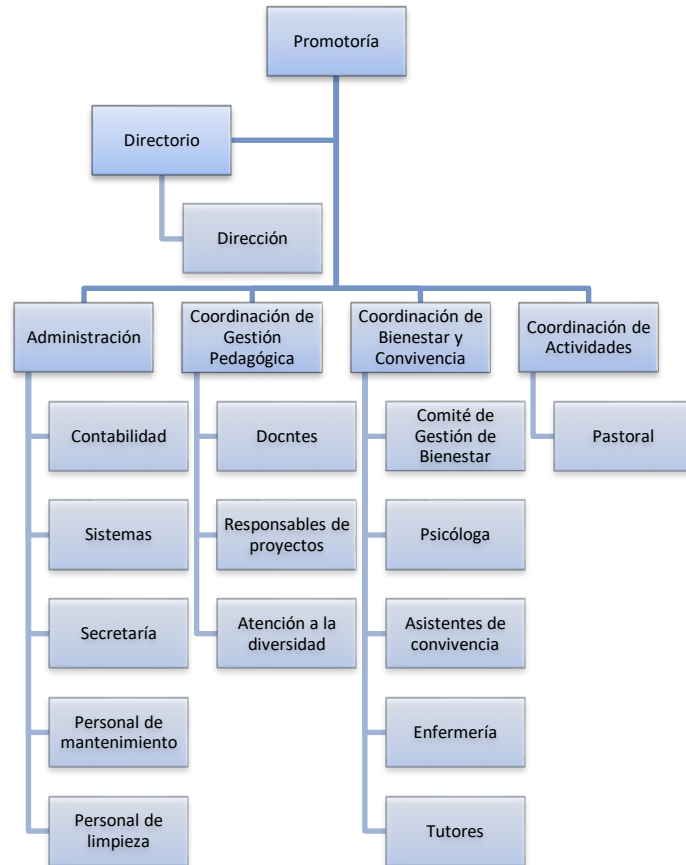 Promotoría
Directorio
Dirección
Administración
Coordinación de
Gestión
Pedagógica
Coordinación de
Bienestar y
Convivencia
Coordinación de
Actividades
Contabilidad
Docntes
Comité de
Gestión de
Bienestar
Pastoral
Sistemas
Responsables de
proyectos
Psicóloga
Secretaría
Atención a la
diversidad
Asistentes de
convivencia
Personal de
mantenimiento
Enfermería
Personal de
limpieza
Tutores